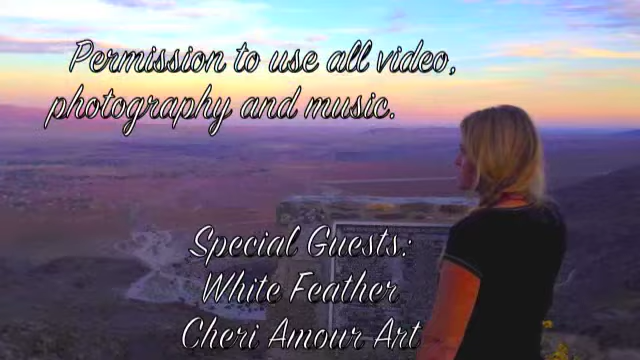 Permission to use all video,
photography and music.
Special Guests:
White Feather
Cheri Amour Art